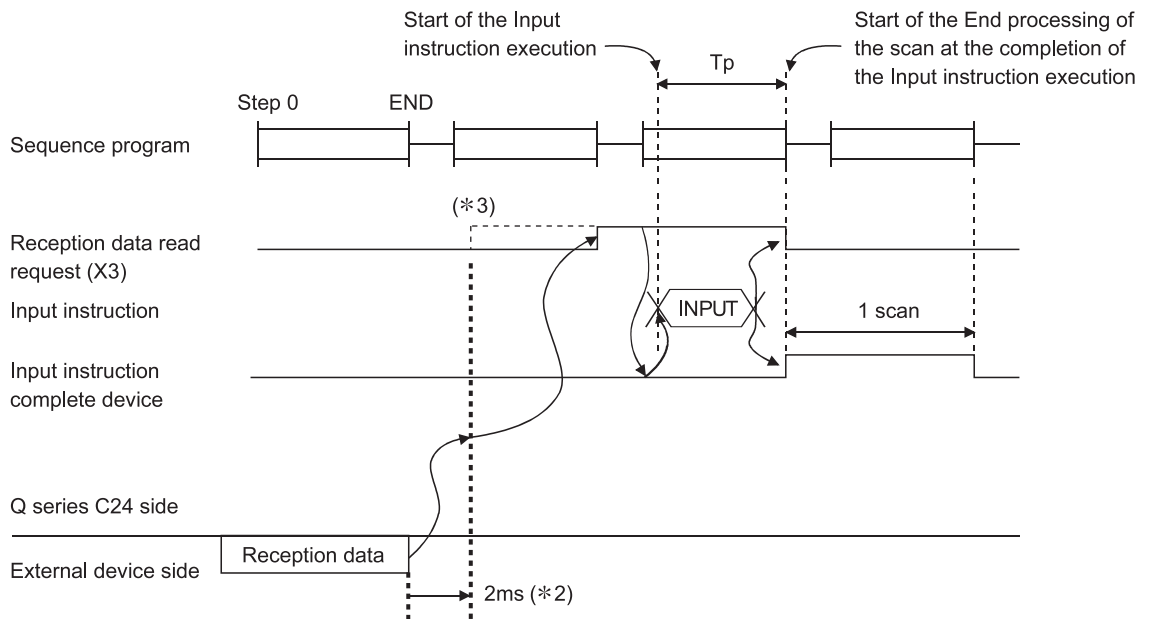 Start of the Input
instruction execution
Start of the End processing of
the scan at the completion of
the Input instruction execution
Tp
Step 0
END
Sequence program
(＊3)
Reception data read
request (X3)
Input instruction
INPUT
1 scan
Input instruction
complete device
Q series C24 side
Reception data
External device side
2ms (＊2)